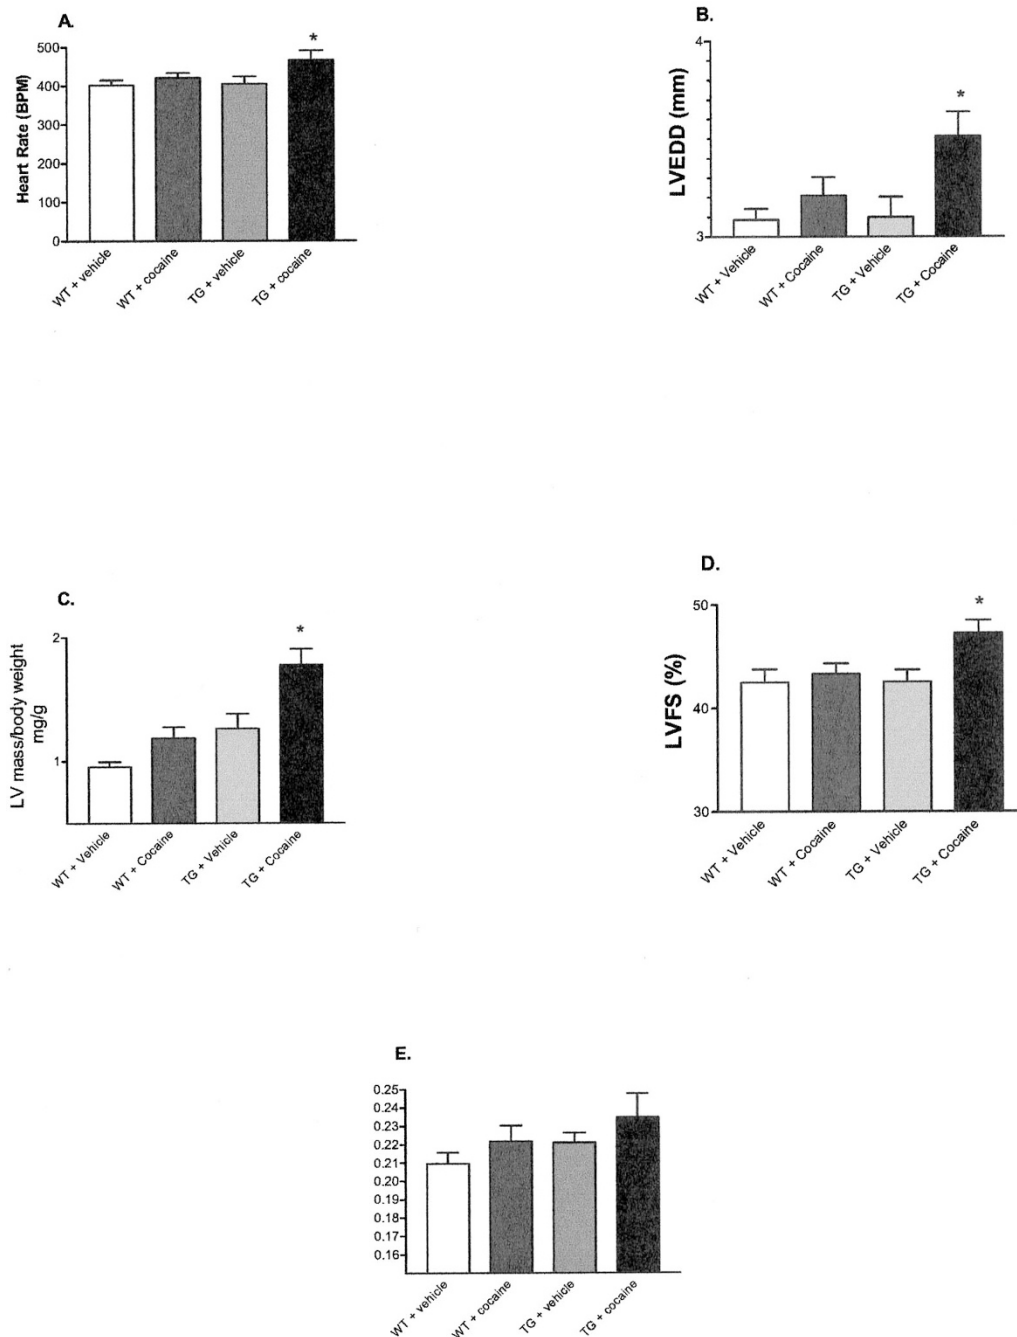 A.
*
500
400
300
200
100
0
Heart Rate (BPM)
WT + vehicle
WT + cocaine
TG + vehicle
TG + cocaine
B.
*
4
3
LVEDD (mm)
WT + Vehicle
WT + Cocaine
TG + Vehicle
TG + Cocaine
C.
*
2
1
LV mass/body weight
mg/g
WT + Vehicle
WT + Cocaine
TG + Vehicle
TG + Cocaine
D.
*
50
40
30
LVFS (%)
WT + Vehicle
WT + Cocaine
TG + Vehicle
TG + Cocaine
E.
0.25
0.24
0.23
0.22
0.21
0.20
0.19
0.18
0.17
0.16
WT + vehicle
WT + cocaine
TG + vehicle
TG + cocaine